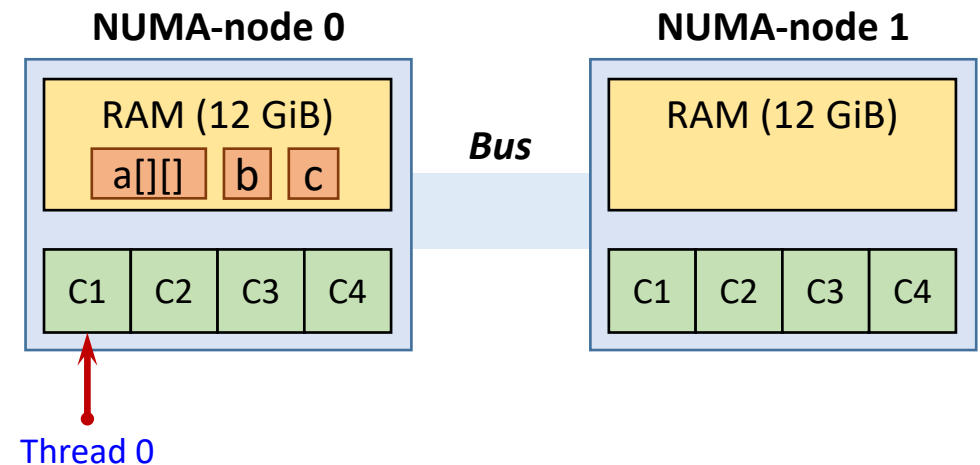 NUMA-node 0
NUMA-node 1
RAM (12 GiB)
a[][] b c
Bus
RAM (12 GiB)
C1 C2 C3 C4
C1 C2 C3 C4
Thread 0